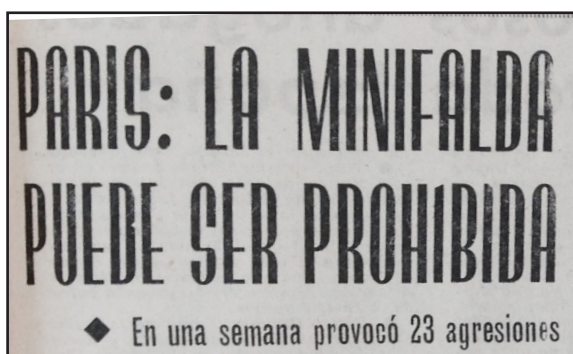 PARIS: LA MINIFALDA
PUEDE SER PROHIBIDA
◆ En una semana provocó 23 agresiones